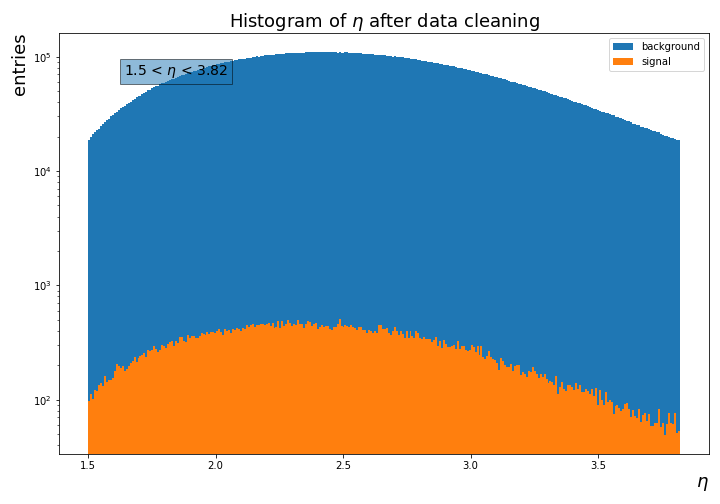 Histogram of η after data cleaning
entries
1.5 < η < 3.82
background
signal
10⁵
10⁴
10³
10²
1.5 2.0 2.5 3.0 3.5
η